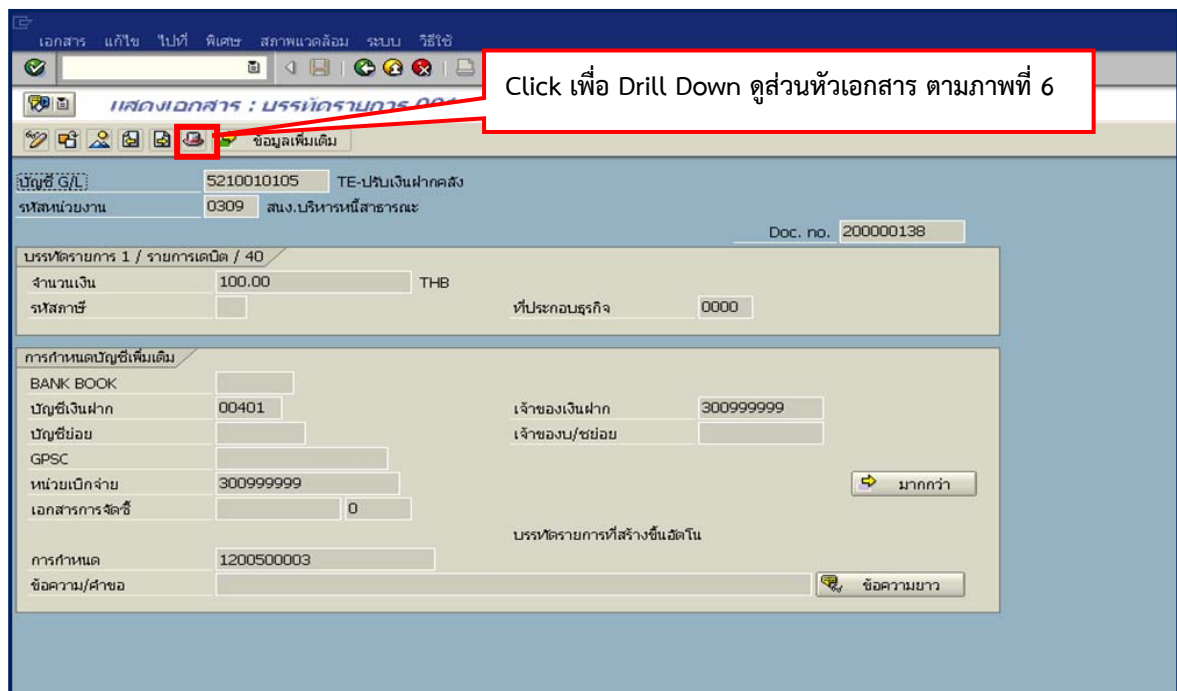 เอกสาร แก้ไข ไปที่ พิเศษ สภาพแวดล้อม ระบบ วิธีใช้
Click เพื่อ Drill Down ดูส่วนหัวเอกสาร ตามภาพที่ 6
แสดงเอกสาร : บรรทัดรายการ
ข้อมูลเพิ่มเติม
บัญชี G/L 5210010105 TE-ปรับเงินฝากคลัง
รหัสหน่วยงาน 0309 สนง.บริหารหนี้สาธารณะ
Doc. no. 200000138
บรรทัดรายการ 1 / รายการเดบิต / 40
จำนวนเงิน 100.00 THB
รหัสภาษี ที่ประกอบธุรกิจ 0000
การกำหนดบัญชีเพิ่มเติม
BANK BOOK
บัญชีเงินฝาก 00401 เจ้าของเงินฝาก 300999999
บัญชีย่อย เจ้าของบ/ชย่อย
GPSC
หน่วยเบิกจ่าย 300999999 มากกว่า
เอกสารการจัดซื้ 0
บรรทัดรายการที่สร้างขึ้นอัตโน
การกำหนด 1200500003
ข้อความ/คำขอ ข้อความยาว